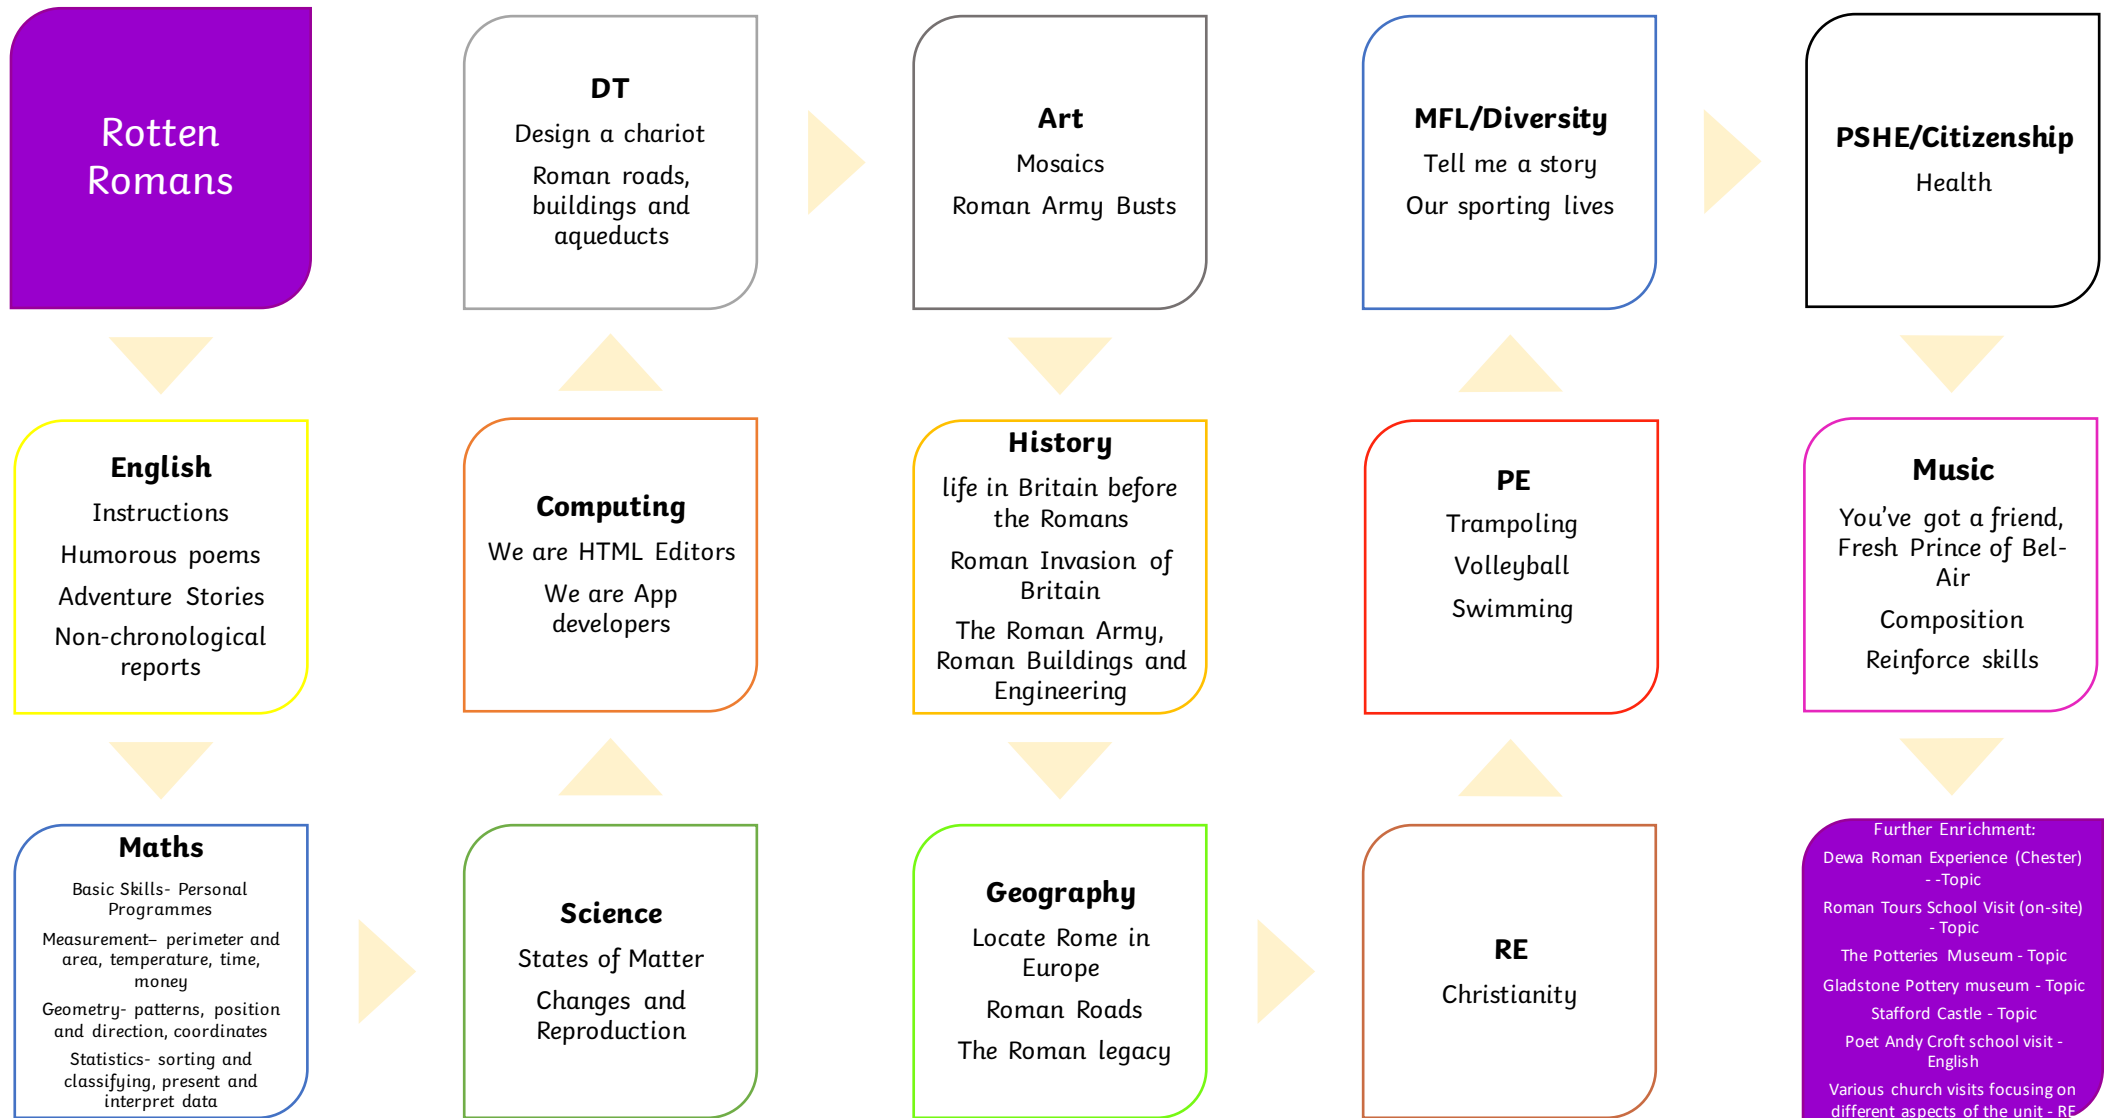 Rotten
Romans
English
Instructions
Humorous poems
Adventure Stories
Non-chronological
reports
Maths
Basic Skills- Personal
Programmes
Measurement– perimeter and
area, temperature, time,
money
Geometry- patterns, position
and direction, coordinates
Statistics- sorting and
classifying, present and
interpret data
Science
States of Matter
Changes and
Reproduction
Computing
We are HTML Editors
We are App
developers
DT
Design a chariot
Roman roads,
buildings and
aqueducts
Art
Mosaics
Roman Army Busts
History
life in Britain before
the Romans
Roman Invasion of
Britain
The Roman Army,
Roman Buildings and
Engineering
Geography
Locate Rome in
Europe
Roman Roads
The Roman legacy
RE
Christianity
PE
Trampoling
Volleyball
Swimming
MFL/Diversity
Tell me a story
Our sporting lives
PSHE/Citizenship
Health
Music
You've got a friend,
Fresh Prince of Bel-
Air
Composition
Reinforce skills
Further Enrichment:
Dewa Roman Experience (Chester)
- -Topic
Roman Tours School Visit (on-site)
- Topic
The Potteries Museum - Topic
Gladstone Pottery museum - Topic
Stafford Castle - Topic
Poet Andy Croft school visit -
English
Various church visits focusing on
different aspects of the unit - RE